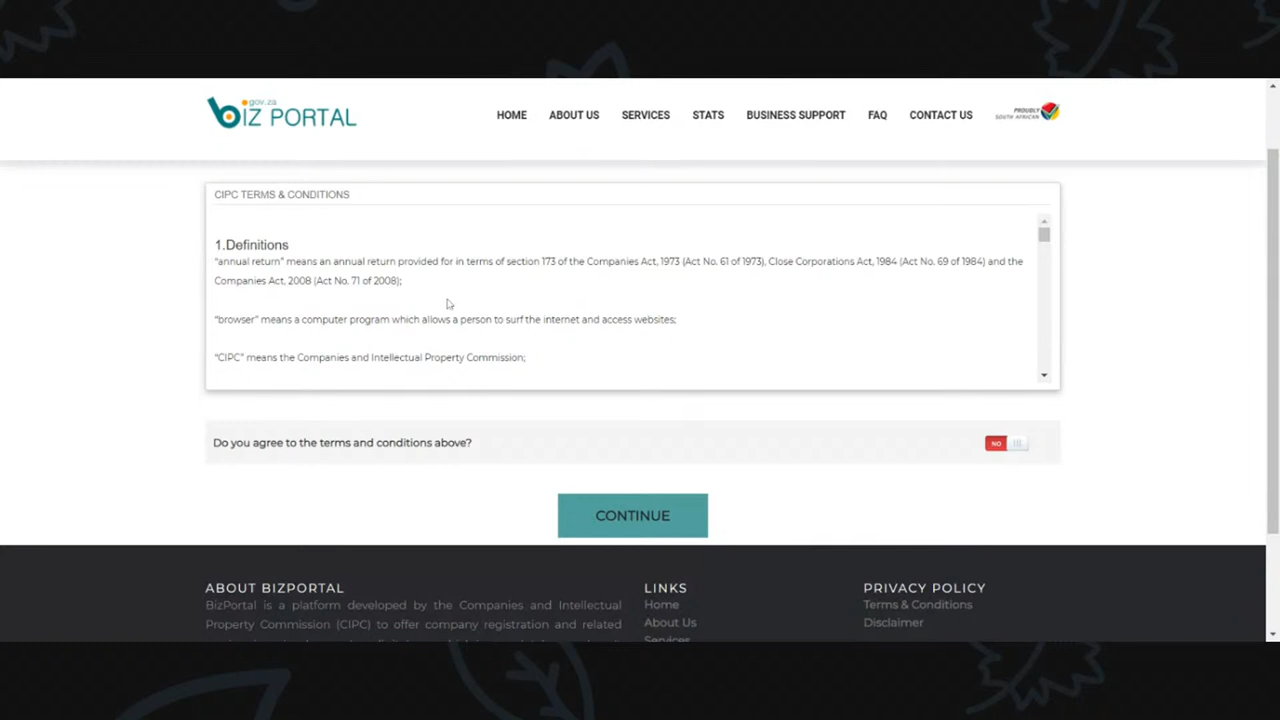 gov.za
bIZ PORTAL
HOME
ABOUT US
SERVICES
STATS
BUSINESS SUPPORT
FAQ
CONTACT US
PROUDLY
SOUTH AFRICAN
CIPC TERMS & CONDITIONS
1.Definitions
“annual return” means an annual return provided for in terms of section 173 of the Companies Act, 1973 (Act No. 61 of 1973), Close Corporations Act, 1984 (Act No. 69 of 1984) and the
Companies Act, 2008 (Act No. 71 of 2008);
“browser” means a computer program which allows a person to surf the internet and access websites;
“CIPC” means the Companies and Intellectual Property Commission;
Do you agree to the terms and conditions above?
NO
CONTINUE
ABOUT BIZPORTAL
BizPortal is a platform developed by the Companies and Intellectual
Property Commission (CIPC) to offer company registration and related
LINKS
Home
About Us
Services
PRIVACY POLICY
Terms & Conditions
Disclaimer